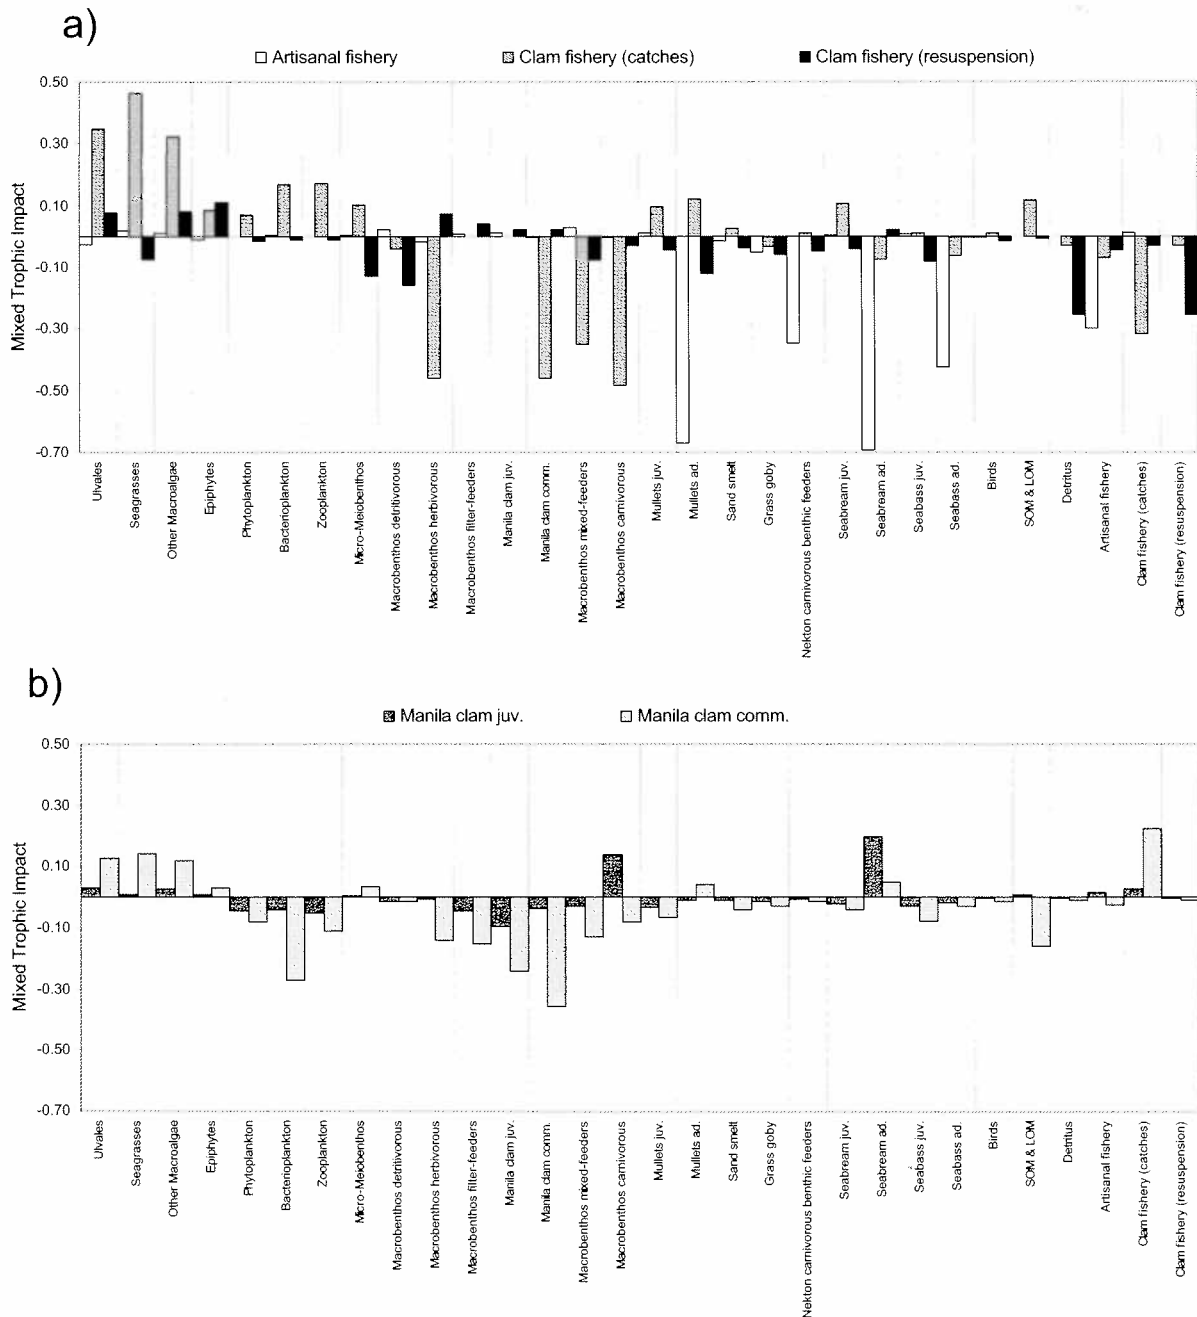 a)
Artisanal fishery Clam fishery (catches) Clam fishery (resuspension)
Mixed Trophic Impact
0.50
0.30
0.10
-0.10
-0.30
-0.50
-0.70
Ulvales
Seagrasses
Other Macroalgae
Epiphytes
Phytoplankton
Bacterioplankton
Zooplankton
Micro-Meiobenthos
Macrobenthos detritivorous
Macrobenthos herbivorous
Macrobenthos filter-feeders
Manila clam juv.
Manila clam comm.
Macrobenthos mixed-feeders
Macrobenthos carnivorous
Mullets juv.
Mullets ad.
Sand smelt
Grass goby
Nekton carnivorous benthic feeders
Seabream juv.
Seabream ad.
Seabass juv.
Seabass ad.
Birds
SOM & LOM
Detritus
Artisanal fishery
Clam fishery (catches)
Clam fishery (resuspension)
b)
Manila clam juv. Manila clam comm.
Mixed Trophic Impact
0.50
0.30
0.10
-0.10
-0.30
-0.50
-0.70
Ulvales
Seagrasses
Other Macroalgae
Epiphytes
Phytoplankton
Bacterioplankton
Zooplankton
Micro-Meiobenthos
Macrobenthos detritivorous
Macrobenthos herbivorous
Macrobenthos filter-feeders
Manila clam juv.
Manila clam comm.
Macrobenthos mixed-feeders
Macrobenthos carnivorous
Mullets juv.
Mullets ad.
Sand smelt
Grass goby
Nekton carnivorous benthic feeders
Seabream juv.
Seabream ad.
Seabass juv.
Seabass ad.
Birds
SOM & LOM
Detritus
Artisanal fishery
Clam fishery (catches)
Clam fishery (resuspension)